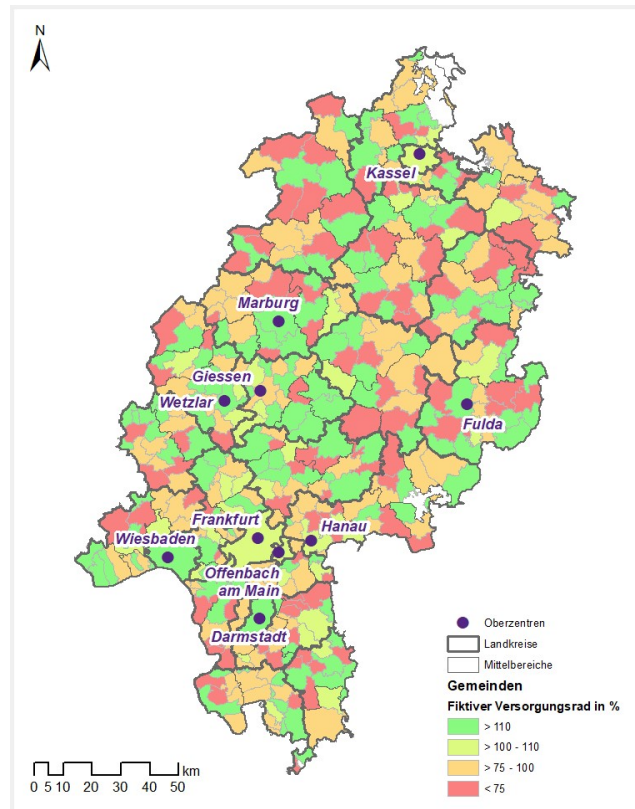 N
Kassel
Marburg
Giessen
Wetzlar
Fulda
Frankfurt
Hanau
Wiesbaden
Offenbach
am Main
Darmstadt
Oberzentren
Landkreise
Mittelbereiche
Gemeinden
Fiktiver Versorgungsrad in %
> 110
> 100 - 110
> 75 - 100
< 75
km
0 5 10 20 30 40 50